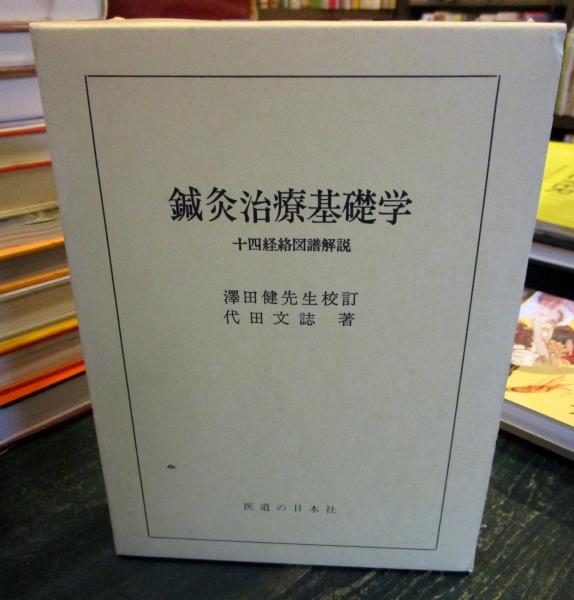 鍼灸治療基礎学
十四経絡図譜解説
澤田健先生校訂
代田文誌 著
医道の日本社